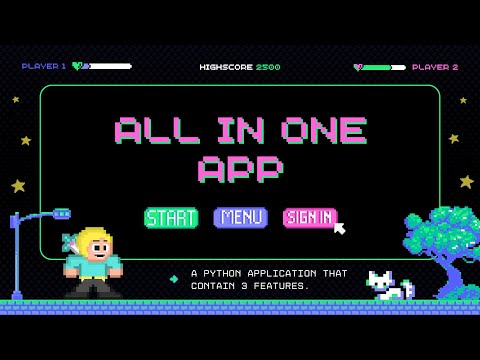 PLAYER 1
HIGHSCORE 2500
PLAYER 2
ALL IN ONE
APP
START
MENU
SIGN IN
A PYTHON APPLICATION THAT
CONTAIN 3 FEATURES.